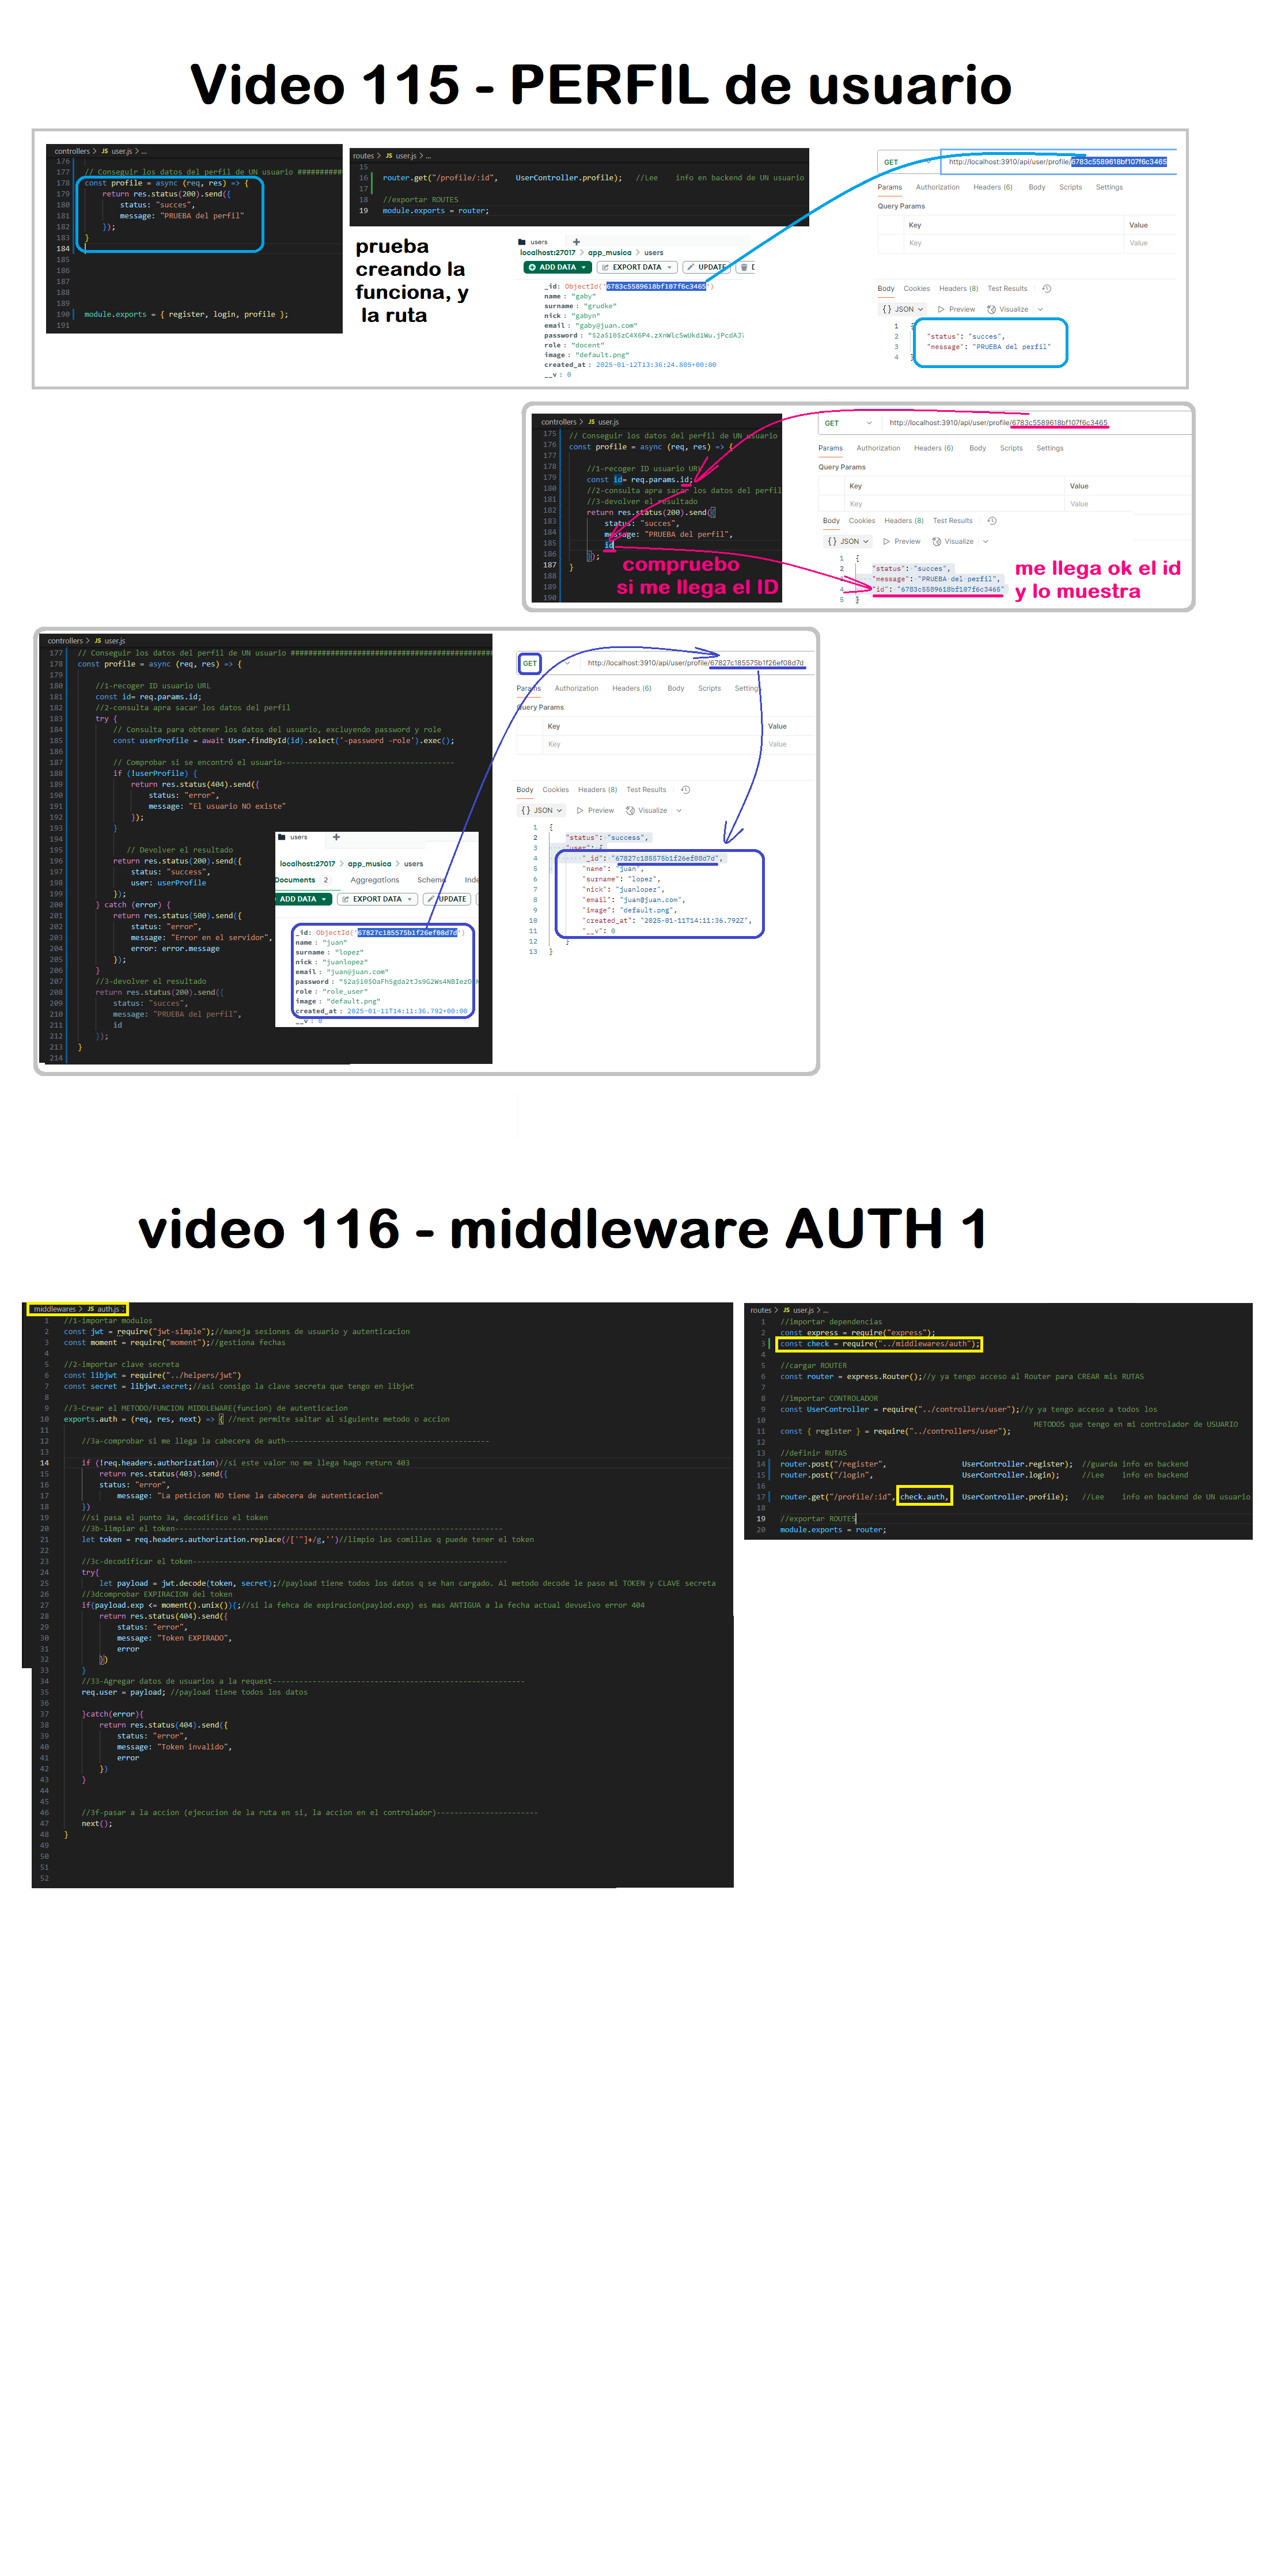 Video 115 - PERFIL de usuario
controllers > JS user.js > ...
176
177 // Conseguir los datos del perfil de UN usuario ##########
178 const profile = async (req, res) => {
179 return res.status(200).send({
180 status: "succes",
181 message: "PRUEBA del perfil"
182 });
183 }
184
185
186
187
188
189
190 module.exports = { register, login, profile };
191
routes > JS user.js > ...
15
16 router.get("/profile/:id", UserController.profile); //Lee info en backend de UN usuario
17
18 //exportar ROUTES
19 module.exports = router;
prueba
creando la
funciona, y
la ruta
users +
localhost:27017 > app_musica > users
ADD DATA EXPORT DATA UPDATE
_id: ObjectId('6783c5589618bf107f6c3465')
name : "gaby"
surname : "grudke"
nick : "gabyn"
email : "gaby@juan.com"
role : "docent"
image : "default.png"
created_at : 2025-01-12T13:36:24.805+00:00
__v : 0
GET http://localhost:3910/api/user/profile/6783c5589618bf107f6c3465
Params Authorization Headers (6) Body Scripts Settings
Query Params
Key Value
Key Value
Body Cookies Headers (8) Test Results
{ } JSON Preview Visualize
1 {
2 "status": "succes",
3 "message": "PRUEBA del perfil"
4 }
controllers > JS user.js
175 // Conseguir los datos del perfil de UN usuario
176 const profile = async (req, res) => {
177
178 //1-recoger ID usuario URL
179 const id= req.params.id;
180 //2-consulta apra sacar los datos del perfil
181 //3-devolver el resultado
182 return res.status(200).send({
183 status: "succes",
184 message: "PRUEBA del perfil",
185 id
186 });
187 }
188
189
190
compruebo
si me llega el ID
GET http://localhost:3910/api/user/profile/6783c5589618bf107f6c3465
Params Authorization Headers (6) Body Scripts Settings
Query Params
Key Value
Key Value
Body Cookies Headers (8) Test Results
{ } JSON Preview Visualize
1 {
2 "status": "succes",
3 "message": "PRUEBA del perfil",
4 "id": "6783c5589618bf107f6c3465"
5 }
me llega ok el id
y lo muestra
controllers > JS user.js
177 // Conseguir los datos del perfil de UN usuario ##########
178 const profile = async (req, res) => {
179
180 //1-recoger ID usuario URL
181 const id= req.params.id;
182 //2-consulta apra sacar los datos del perfil
183 try {
184 // Consulta para obtener los datos del usuario, excluyendo password y role
185 const userProfile = await User.findById(id).select('-password -role').exec();
186
187 // Comprobar si se encontró el usuario---------------------------------------
188 if (!userProfile) {
189 return res.status(404).send({
190 status: "error",
191 message: "El usuario NO existe"
192 });
193 }
194
195 // Devolver el resultado
196 return res.status(200).send({
197 status: "success",
198 user: userProfile
199 });
200 } catch (error) {
201 return res.status(500).send({
202 status: "error",
203 message: "Error en el servidor",
204 error: error.message
205 });
206 }
207 //3-devolver el resultado
208 return res.status(200).send({
209 status: "succes",
210 message: "PRUEBA del perfil",
211 id
212 });
213 }
214
users +
localhost:27017 > app_musica > users
Documents 2 Aggregations Schema Inde
ADD DATA EXPORT DATA UPDATE
_id: ObjectId('67827c185575b1f26ef08d7d')
name : "juan"
surname : "lopez"
nick : "juanlopez"
email : "juan@juan.com"
role : "role_user"
image : "default.png"
created_at : 2025-01-11T14:11:36.792+00:00
__v : 0
GET http://localhost:3910/api/user/profile/67827c185575b1f26ef08d7d
Params Authorization Headers (6) Body Scripts Settings
Query Params
Key Value
Key Value
Body Cookies Headers (8) Test Results
{ } JSON Preview Visualize
1 {
2 "status": "success",
3 "user": {
4 "_id": "67827c185575b1f26ef08d7d",
5 "name": "juan",
6 "surname": "lopez",
7 "nick": "juanlopez",
8 "email": "juan@juan.com",
9 "image": "default.png",
10 "created_at": "2025-01-11T14:11:36.792Z",
11 "__v": 0
12 }
13 }
video 116 - middleware AUTH 1
middlewares > JS auth.js >
1 //1-importar modulos
2 const jwt = require("jwt-simple");//maneja sesiones de usuario y autenticacion
3 const moment = require("moment");//gestiona fechas
4
5 //2-importar clave secreta
6 const libjwt = require("../helpers/jwt")
7 const secret = libjwt.secret;//asi consigo la clave secreta que tengo en libjwt
8
9 //3-Crear el METODO/FUNCION MIDDLEWARE(funcion) de autenticacion
10 exports.auth = (req, res, next) => { //next permite saltar al siguiente metodo o accion
11
12 //3a-comprobar si me llega la cabecera de auth----------------------------------------------
13
14 if (!req.headers.authorization)//si este valor no me llega hago return 403
15 return res.status(403).send({
16 status: "error",
17 message: "La peticion NO tiene la cabecera de autenticacion"
18 })
19 //si pasa el punto 3a, decodifico el token
20 //3b-limpiar el token--------------------------------------------------------------------------
21 let token = req.headers.authorization.replace(/['"]+/g,'')//limpio las comillas q puede tener el token
22
23 //3c-decodificar el token-----------------------------------------------------------------------
24 try{
25 let payload = jwt.decode(token, secret);//payload tiene todos los datos q se han cargado. Al metodo decode le paso mi TOKEN y CLAVE secreta
26 //3dcomprobar EXPIRACION del token
27 if(payload.exp <= moment().unix()){;//si la fehca de expiracion(paylod.exp) es mas ANTIGUA a la fecha actual devuelvo error 404
28 return res.status(404).send({
29 status: "error",
30 message: "Token EXPIRADO",
31 error
32 })
33 }
34 //33-Agregar datos de usuarios a la request---------------------------------------------------------
35 req.user = payload; //payload tiene todos los datos
36
37 }catch(error){
38 return res.status(404).send({
39 status: "error",
40 message: "Token invalido",
41 error
42 })
43 }
44
45
46 //3f-pasar a la accion (ejecucion de la ruta en si, la accion en el controlador)-----------------------
47 next();
48 }
49
50
51
52
routes > JS user.js > ...
1 //importar dependencias
2 const express = require("express");
3 const check = require("../middlewares/auth");
4
5 //cargar ROUTER
6 const router = express.Router();//y ya tengo acceso al Router para CREAR mis RUTAS
7
8 //importar CONTROLADOR
9 const UserController = require("../controllers/user");//y ya tengo acceso a todos los
10 METODOS que tengo en mi controlador de USUARIO
11 const { register } = require("../controllers/user");
12
13 //definir RUTAS
14 router.post("/register", UserController.register); //guarda info en backend
15 router.post("/login", UserController.login); //Lee info en backend
16
17 router.get("/profile/:id", check.auth, UserController.profile); //Lee info en backend de UN usuario
18
19 //exportar ROUTES
20 module.exports = router;